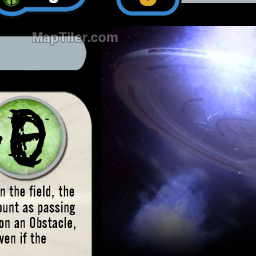 MapTiler.com
n the field, the
ount as passing
on an Obstacle,
ven if the